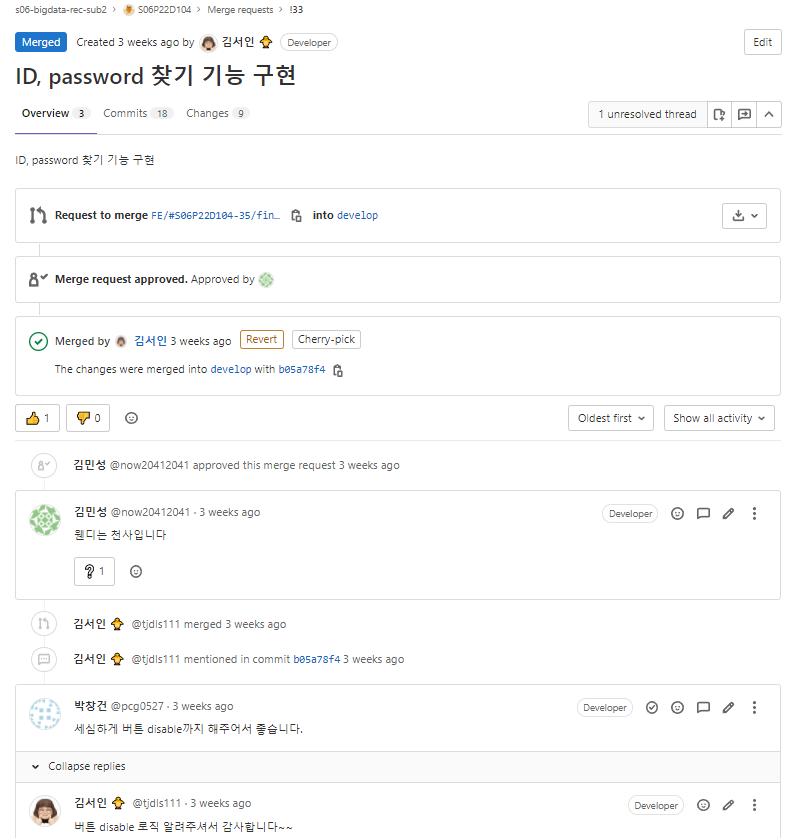 s06-bigdata-rec-sub2 > S06P22D104 > Merge requests > !33
Merged Created 3 weeks ago by 김서인 Developer Edit
ID, password 찾기 기능 구현
Overview 3 Commits 18 Changes 9 1 unresolved thread
ID, password 찾기 기능 구현
Request to merge FE/#S06P22D104-35/fin… into develop
Merge request approved. Approved by
Merged by 김서인 3 weeks ago Revert Cherry-pick
The changes were merged into develop with b05a78f4
1 0 Oldest first Show all activity
김민성 @now20412041 approved this merge request 3 weeks ago
김민성 @now20412041 · 3 weeks ago Developer
웬디는 천사입니다
? 1
김서인 @tjdls111 merged 3 weeks ago
김서인 @tjdls111 mentioned in commit b05a78f4 3 weeks ago
박창건 @pcg0527 · 3 weeks ago Developer
세심하게 버튼 disable까지 해주어서 좋습니다.
Collapse replies
김서인 @tjdls111 · 3 weeks ago Developer
버튼 disable 로직 알려주셔서 감사합니다~~